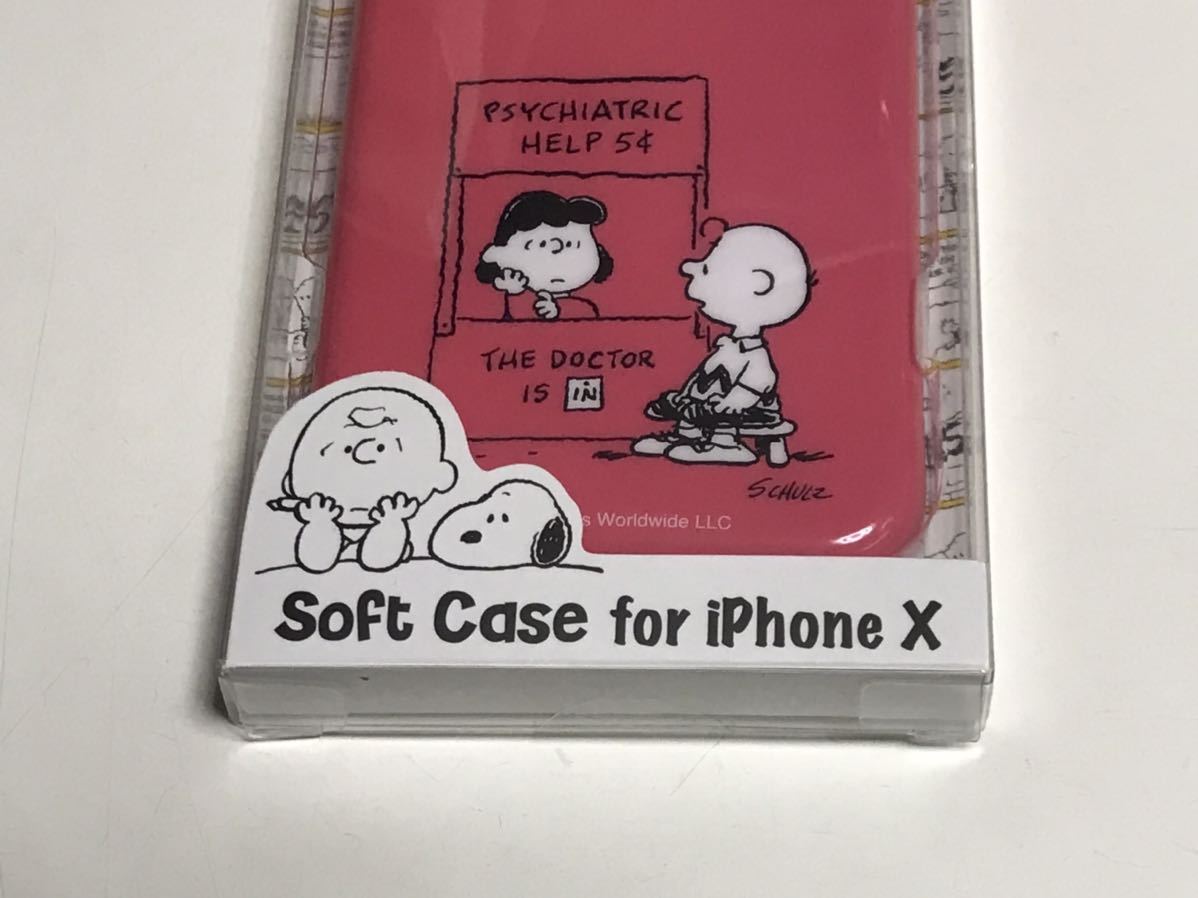 PSYCHIATRIC
HELP 5¢
THE DOCTOR
IS IN
SCHULZ
s Worldwide LLC
Soft Case for iPhone X